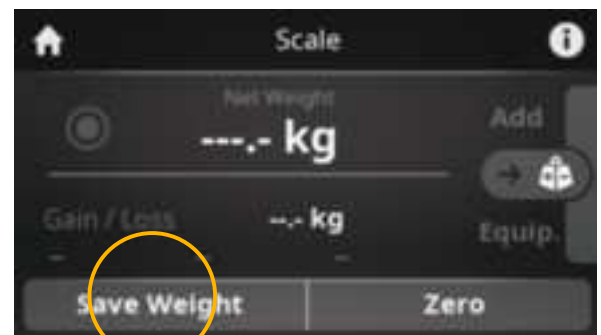 Scale
Net Weight
---.- kg
Add
Gain / Loss
--.- kg
Equip.
--
--
--
Save Weight
Zero